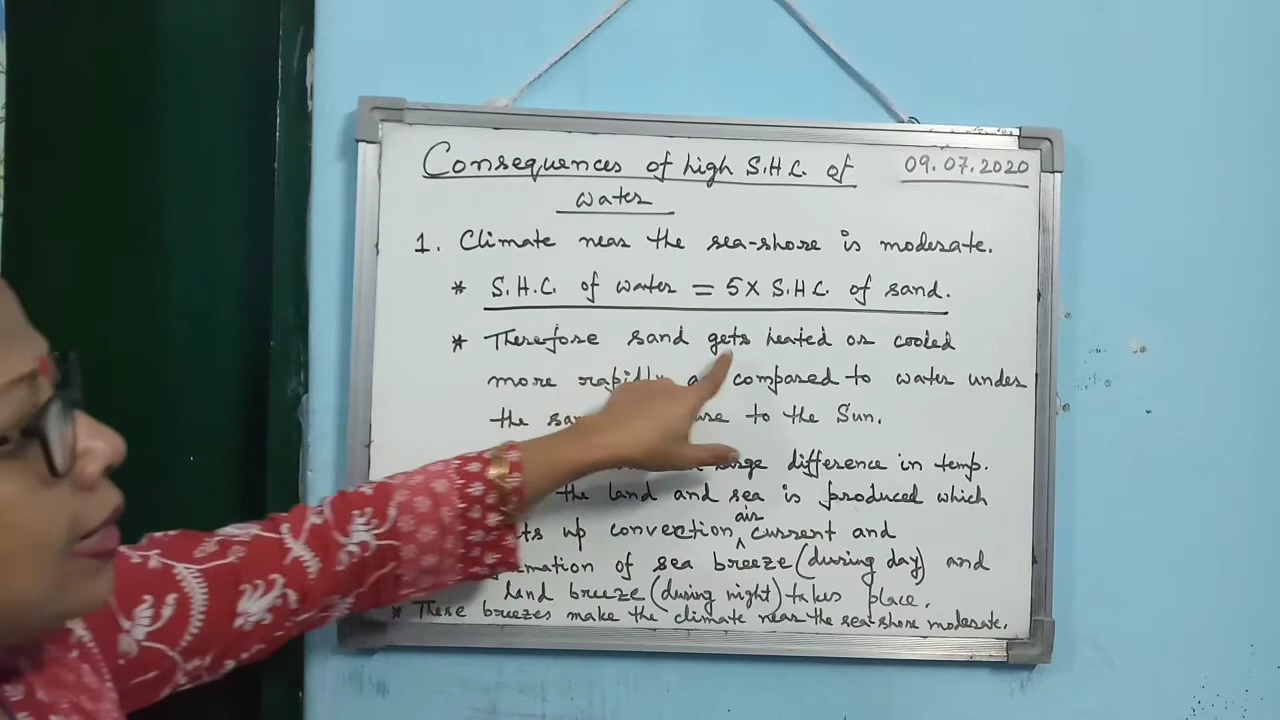 Consequences of high S.H.C. of
09.07.2020
water
1. Climate near the sea-shore is moderate.
* S.H.C. of water = 5x S.H.C. of sand.
* Therefore sand gets heated or cooled
more rapidly compared to water under
the to the Sun.
difference in temp.
the land and sea is produced which
up convection air current and
of sea breeze (during day) and
land breeze (during night) takes place.
* These breezes make the climate near the sea-shore moderate.